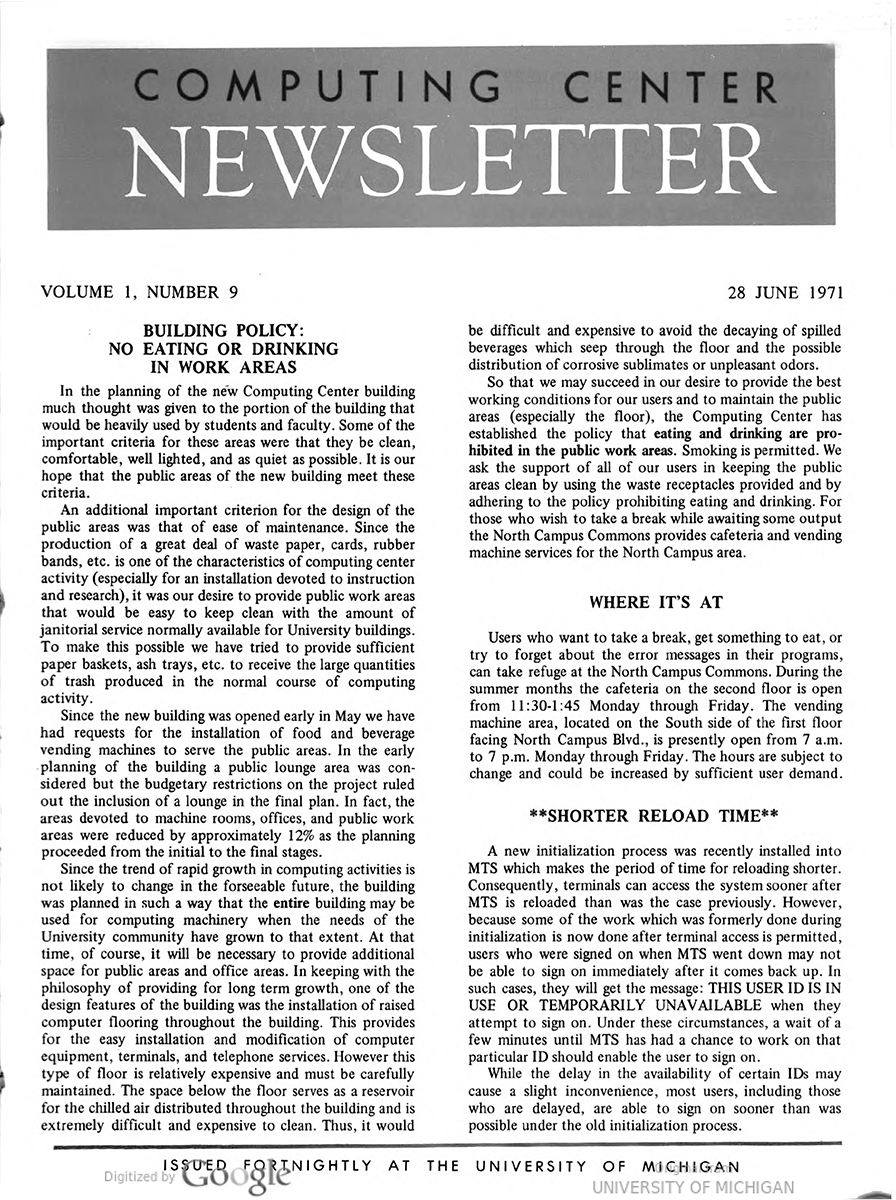 COMPUTING CENTER
NEWSLETTER
VOLUME 1, NUMBER 9
28 JUNE 1971
BUILDING POLICY:
NO EATING OR DRINKING
IN WORK AREAS
In the planning of the new Computing Center building
much thought was given to the portion of the building that
would be heavily used by students and faculty. Some of the
important criteria for these areas were that they be clean,
comfortable, well lighted, and as quiet as possible. It is our
hope that the public areas of the new building meet these
criteria.
An additional important criterion for the design of the
public areas was that of ease of maintenance. Since the
production of a great deal of waste paper, cards, rubber
bands, etc. is one of the characteristics of computing center
activity (especially for an installation devoted to instruction
and research), it was our desire to provide public work areas
that would be easy to keep clean with the amount of
janitorial service normally available for University buildings.
To make this possible we have tried to provide sufficient
paper baskets, ash trays, etc. to receive the large quantities
of trash produced in the normal course of computing
activity.
Since the new building was opened early in May we have
had requests for the installation of food and beverage
vending machines to serve the public areas. In the early
planning of the building a public lounge area was con-
sidered but the budgetary restrictions on the project ruled
out the inclusion of a lounge in the final plan. In fact, the
areas devoted to machine rooms, offices, and public work
areas were reduced by approximately 12% as the planning
proceeded from the initial to the final stages.
Since the trend of rapid growth in computing activities is
not likely to change in the forseeable future, the building
was planned in such a way that the entire building may be
used for computing machinery when the needs of the
University community have grown to that extent. At that
time, of course, it will be necessary to provide additional
space for public areas and office areas. In keeping with the
philosophy of providing for long term growth, one of the
design features of the building was the installation of raised
computer flooring throughout the building. This provides
for the easy installation and modification of computer
equipment, terminals, and telephone services. However this
type of floor is relatively expensive and must be carefully
maintained. The space below the floor serves as a reservoir
for the chilled air distributed throughout the building and is
extremely difficult and expensive to clean. Thus, it would
be difficult and expensive to avoid the decaying of spilled
beverages which seep through the floor and the possible
distribution of corrosive sublimates or unpleasant odors.
So that we may succeed in our desire to provide the best
working conditions for our users and to maintain the public
areas (especially the floor), the Computing Center has
established the policy that eating and drinking are pro-
hibited in the public work areas. Smoking is permitted. We
ask the support of all of our users in keeping the public
areas clean by using the waste receptacles provided and by
adhering to the policy prohibiting eating and drinking. For
those who wish to take a break while awaiting some output
the North Campus Commons provides cafeteria and vending
machine services for the North Campus area.
WHERE IT'S AT
Users who want to take a break, get something to eat, or
try to forget about the error messages in their programs,
can take refuge at the North Campus Commons. During the
summer months the cafeteria on the second floor is open
from 11:30-1:45 Monday through Friday. The vending
machine area, located on the South side of the first floor
facing North Campus Blvd., is presently open from 7 a.m.
to 7 p.m. Monday through Friday. The hours are subject to
change and could be increased by sufficient user demand.
**SHORTER RELOAD TIME**
A new initialization process was recently installed into
MTS which makes the period of time for reloading shorter.
Consequently, terminals can access the system sooner after
MTS is reloaded than was the case previously. However,
because some of the work which was formerly done during
initialization is now done after terminal access is permitted,
users who were signed on when MTS went down may not
be able to sign on immediately after it comes back up. In
such cases, they will get the message: THIS USER ID IS IN
USE OR TEMPORARILY UNAVAILABLE when they
attempt to sign on. Under these circumstances, a wait of a
few minutes until MTS has had a chance to work on that
particular ID should enable the user to sign on.
While the delay in the availability of certain IDs may
cause a slight inconvenience, most users, including those
who are delayed, are able to sign on sooner than was
possible under the old initialization process.
ISSUED FORTNIGHTLY AT THE UNIVERSITY OF MICHIGAN
Digitized by Google
UNIVERSITY OF MICHIGAN